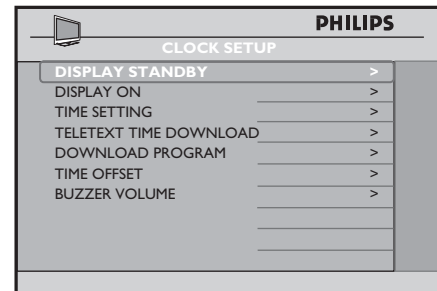 PHILIPS
CLOCK SETUP
DISPLAY STANDBY >
DISPLAY ON >
TIME SETTING >
TELETEXT TIME DOWNLOAD >
DOWNLOAD PROGRAM >
TIME OFFSET >
BUZZER VOLUME >